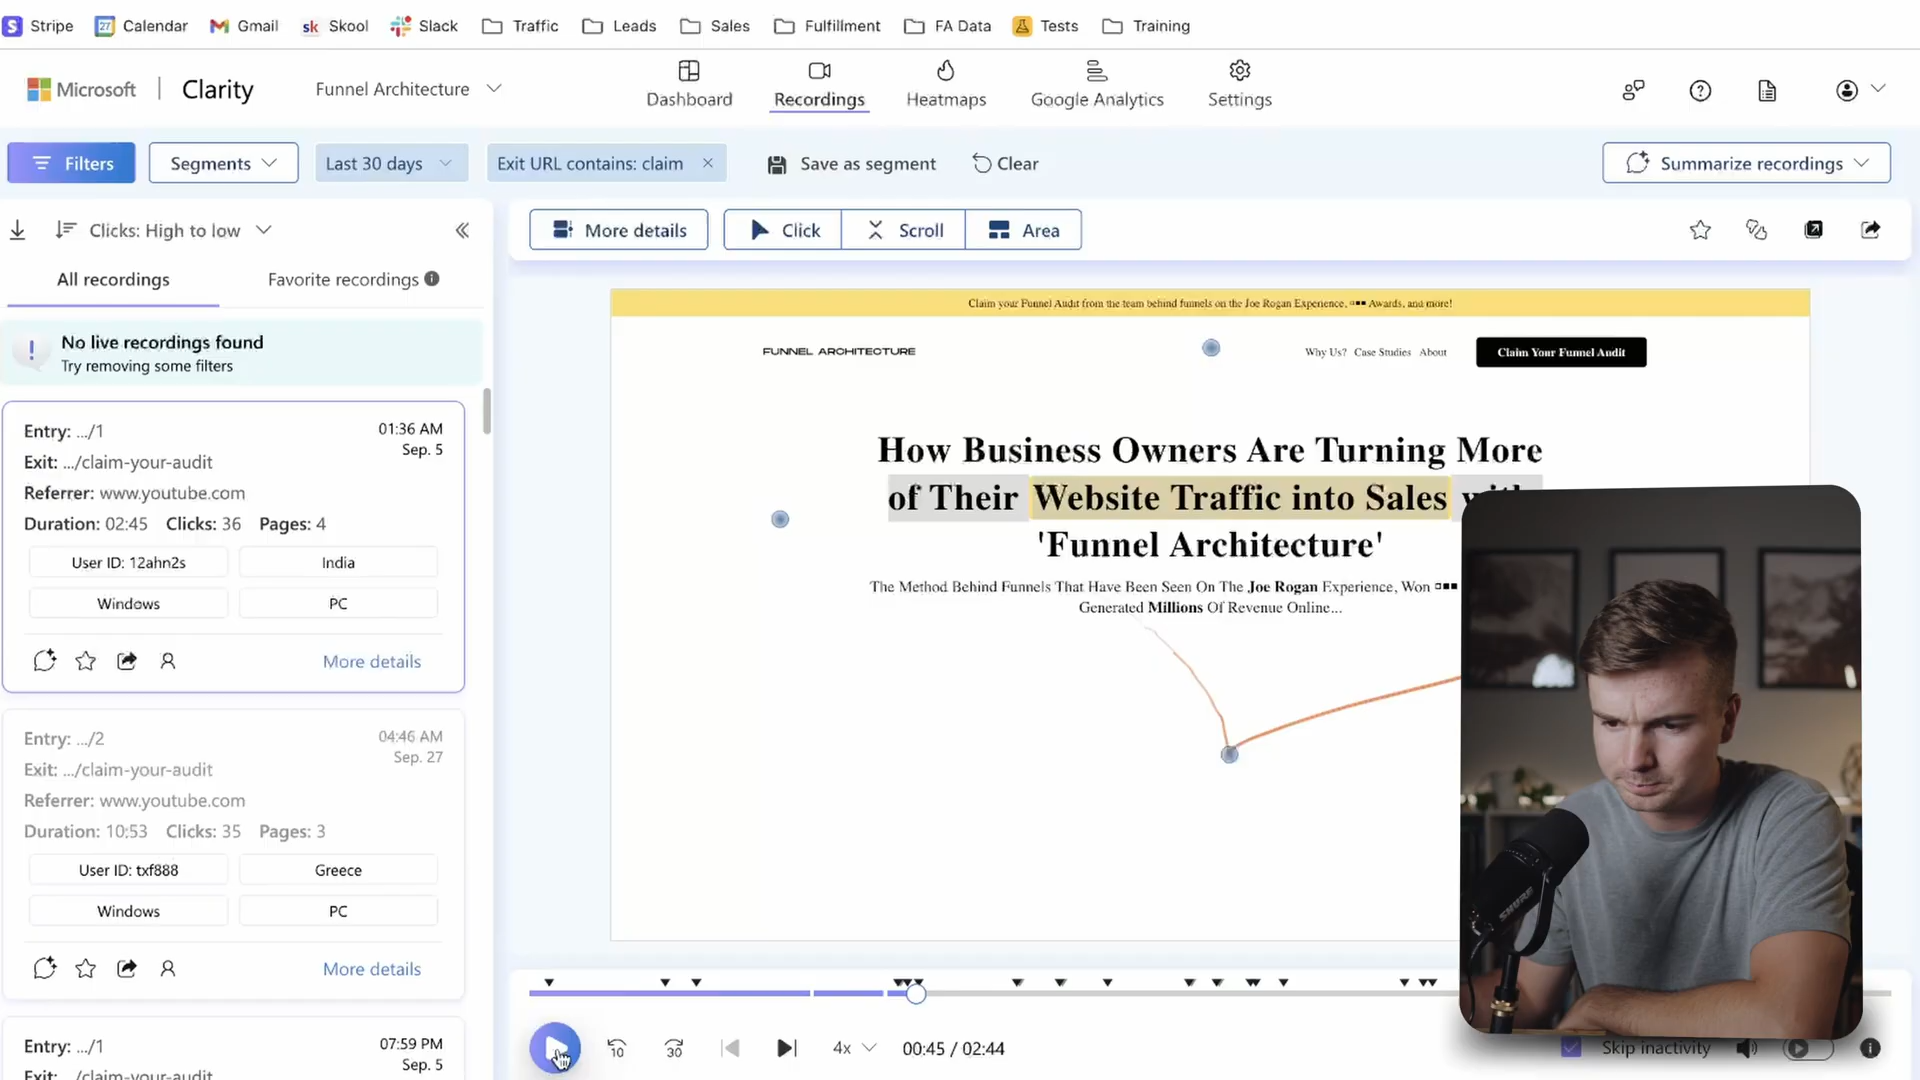 Stripe Calendar Gmail Skool Slack Traffic Leads Sales Fulfillment FA Data Tests Training
Microsoft | Clarity Funnel Architecture
Dashboard Recordings Heatmaps Google Analytics Settings
Filters Segments Last 30 days Exit URL contains: claim × Save as segment Clear Summarize recordings
Clicks: High to low
All recordings Favorite recordings
No live recordings found
Try removing some filters
Entry: .../1 01:36 AM
Sep. 5
Exit: .../claim-your-audit
Referrer: www.youtube.com
Duration: 02:45 Clicks: 36 Pages: 4
User ID: 12ahn2s India
Windows PC
More details
Entry: .../2 04:46 AM
Sep. 27
Exit: .../claim-your-audit
Referrer: www.youtube.com
Duration: 10:53 Clicks: 35 Pages: 3
User ID: txf888 Greece
Windows PC
More details
Entry: .../1 07:59 PM
Sep. 5
Exit: .../claim-your-audit
More details Click Scroll Area
Claim your Funnel Audit from the team behind funnels on the Joe Rogan Experience, Awards, and more!
FUNNEL ARCHITECTURE Why Us? Case Studies About Claim Your Funnel Audit
How Business Owners Are Turning More
of Their Website Traffic into Sales
'Funnel Architecture'
The Method Behind Funnels That Have Been Seen On The Joe Rogan Experience, Won
Generated Millions Of Revenue Online...
10 30 4x 00:45 / 02:44 Skip inactivity
SHURE